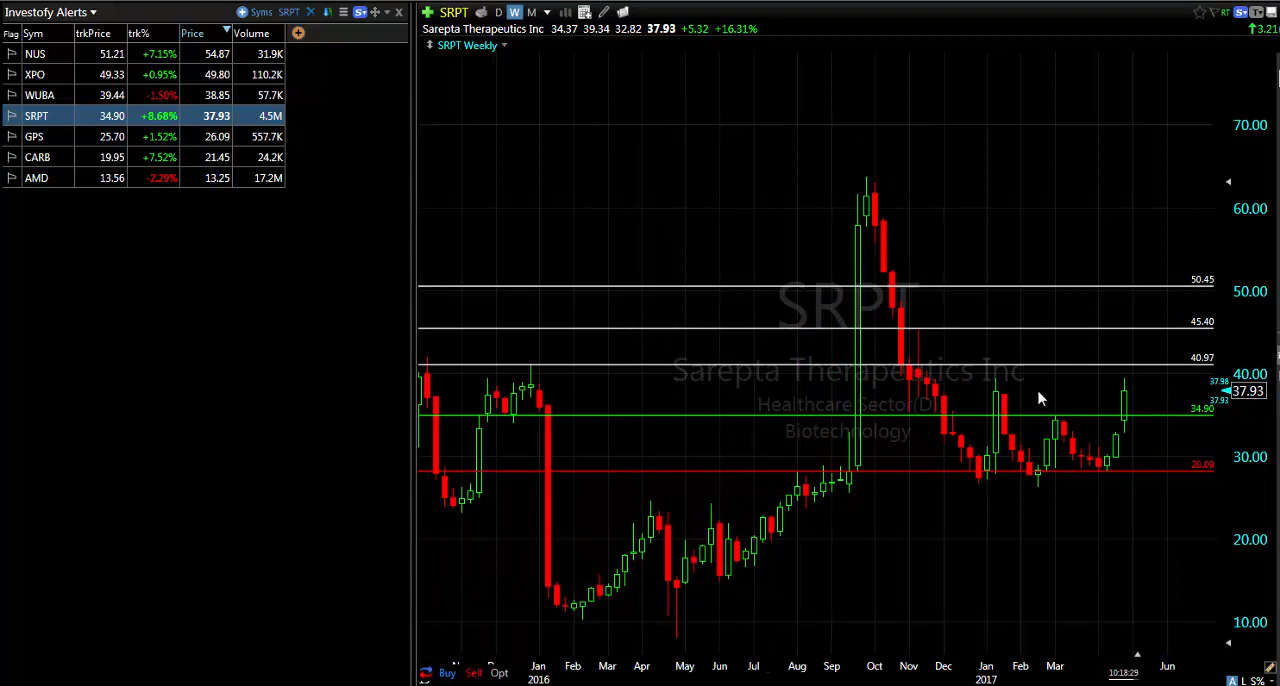 Investofy Alerts Syms SRPT
Flag Sym trkPrice trk% Price Volume
NUS 51.21 +7.15% 54.87 31.9K
XPO 49.33 +0.95% 49.80 110.2K
WUBA 39.44 -1.50% 38.85 57.7K
SRPT 34.90 +8.68% 37.93 4.5M
GPS 25.70 +1.52% 26.09 557.7K
CARB 19.95 +7.52% 21.45 24.2K
AMD 13.56 -2.29% 13.25 17.2M
SRPT D W M RT
Sarepta Therapeutics Inc 34.37 39.34 32.82 37.93 +5.32 +16.31% 3.21
SRPT Weekly
70.00
60.00
50.45
50.00
SRPT
45.40
40.97
Sarepta Therapeutics Inc
40.00
37.98
37.93
37.93
Healthcare Sector(D)
34.90
Biotechnology
30.00
28.09
20.00
10.00
Jan Feb Mar Apr May Jun Jul Aug Sep Oct Nov Dec Jan Feb Mar Jun
Buy Sell Opt
2016 2017
10:18:29
A L S%